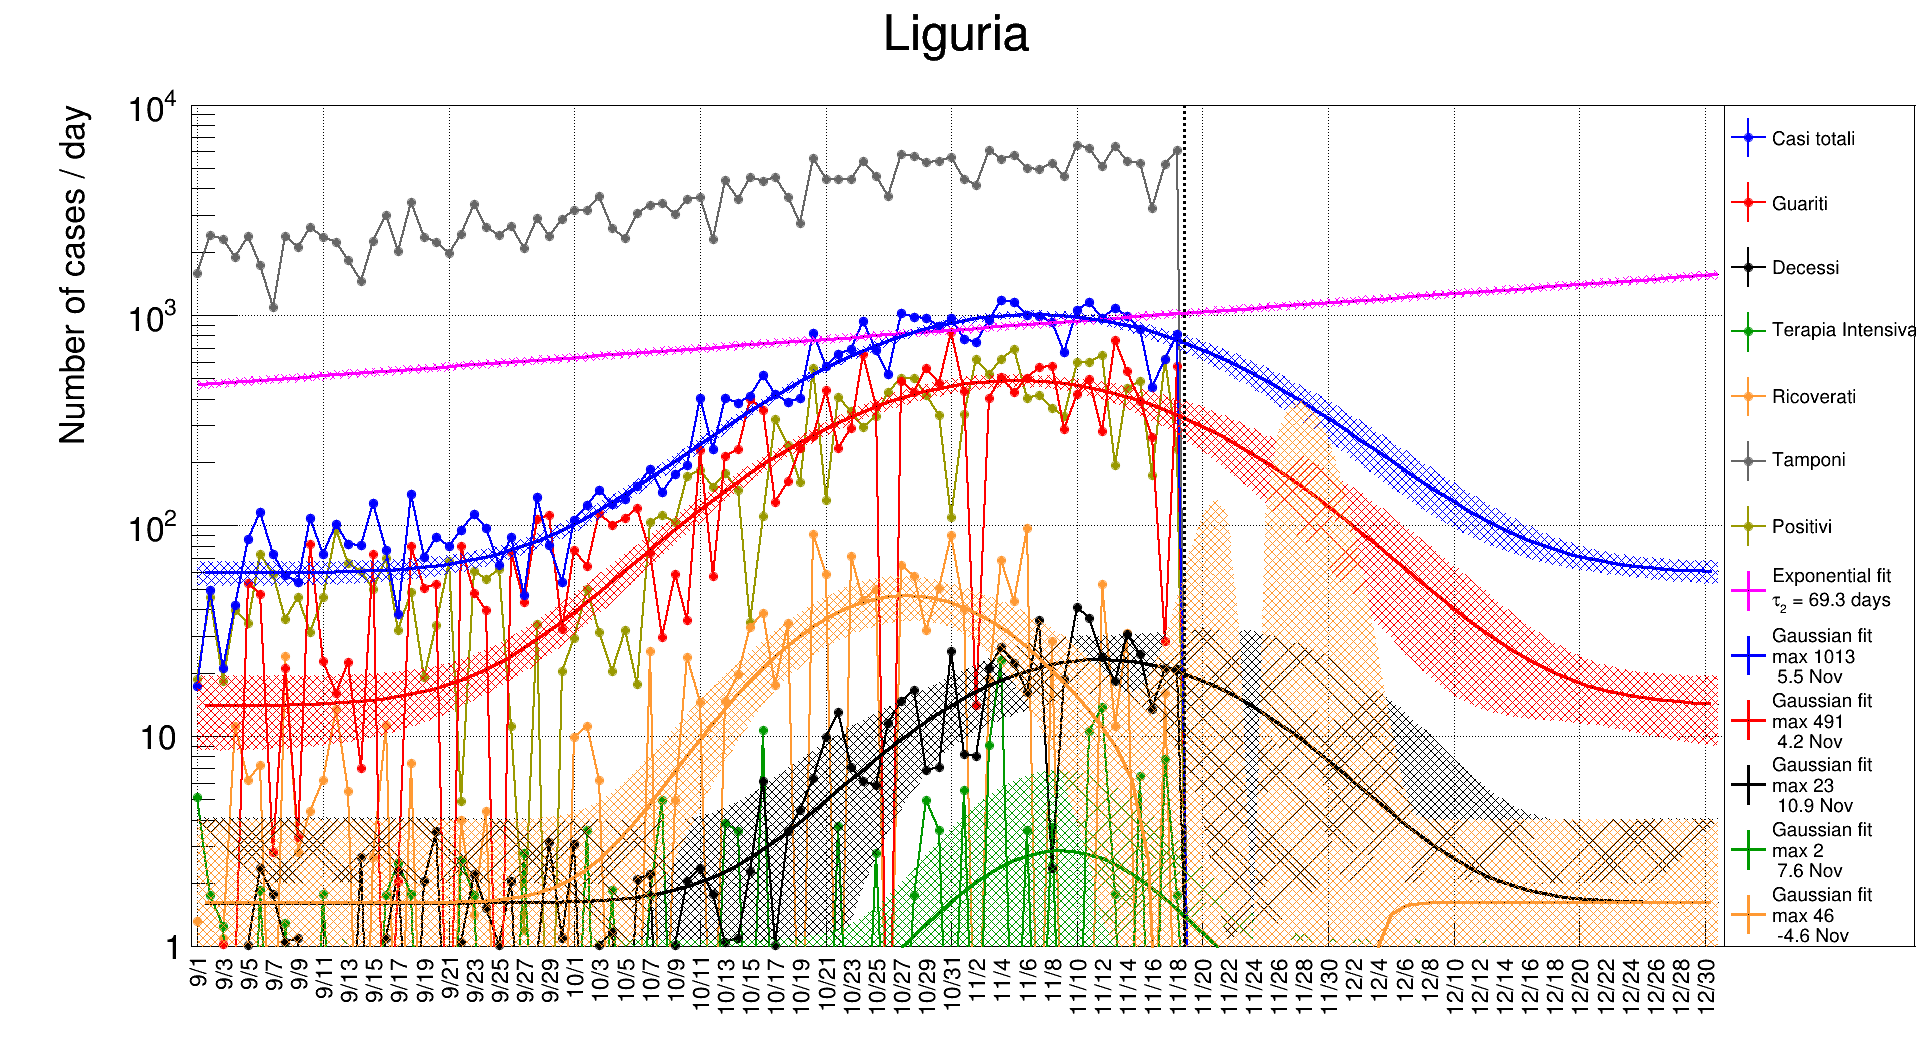 Liguria
Number of cases / day
10^4
10^3
10^2
10
1
9/1 9/3 9/5 9/7 9/9 9/11 9/13 9/15 9/17 9/19 9/21 9/23 9/25 9/27 9/29 10/1 10/3 10/5 10/7 10/9 10/11 10/13 10/15 10/17 10/19 10/21 10/23 10/25 10/27 10/29 10/31 11/2 11/4 11/6 11/8 11/10 11/12 11/14 11/16 11/18 11/20 11/22 11/24 11/26 11/28 11/30 12/2 12/4 12/6 12/8 12/10 12/12 12/14 12/16 12/18 12/20 12/22 12/24 12/26 12/28 12/30
Casi totali
Guariti
Decessi
Terapia Intensiva
Ricoverati
Tamponi
Positivi
Exponential fit
τ2 = 69.3 days
Gaussian fit
max 1013
5.5 Nov
Gaussian fit
max 491
4.2 Nov
Gaussian fit
max 23
10.9 Nov
Gaussian fit
max 2
7.6 Nov
Gaussian fit
max 46
-4.6 Nov